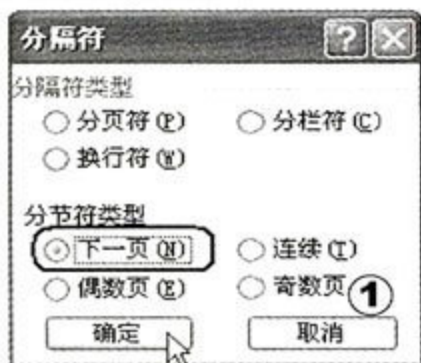 分隔符
分隔符类型
分页符(P) 分栏符(C)
换行符(W)
分节符类型
下一页(N) 连续(T)
偶数页(E) 奇数页 1
确定 取消